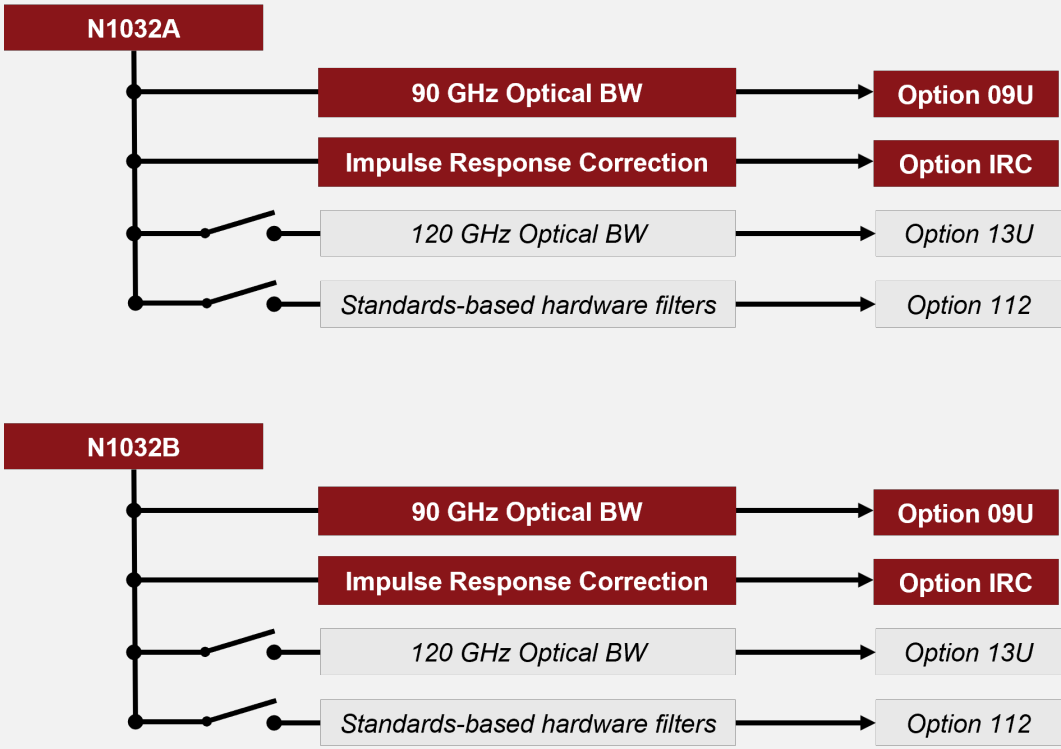 N1032A
90 GHz Optical BW Option 09U
Impulse Response Correction Option IRC
120 GHz Optical BW Option 13U
Standards-based hardware filters Option 112
N1032B
90 GHz Optical BW Option 09U
Impulse Response Correction Option IRC
120 GHz Optical BW Option 13U
Standards-based hardware filters Option 112